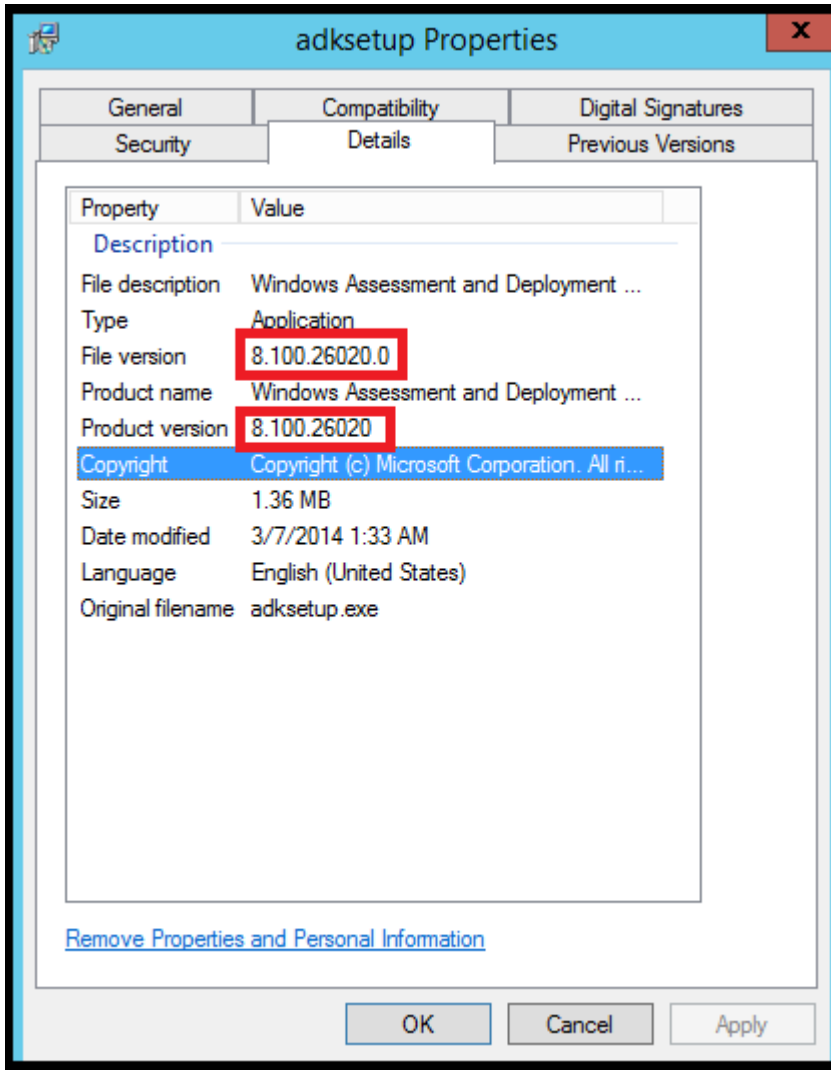 adksetup Properties
x
General Compatibility Digital Signatures
Security Details Previous Versions
Property Value
Description
File description Windows Assessment and Deployment ...
Type Application
File version 8.100.26020.0
Product name Windows Assessment and Deployment ...
Product version 8.100.26020
Copyright Copyright (c) Microsoft Corporation. All ri...
Size 1.36 MB
Date modified 3/7/2014 1:33 AM
Language English (United States)
Original filename adksetup.exe
Remove Properties and Personal Information
OK Cancel Apply